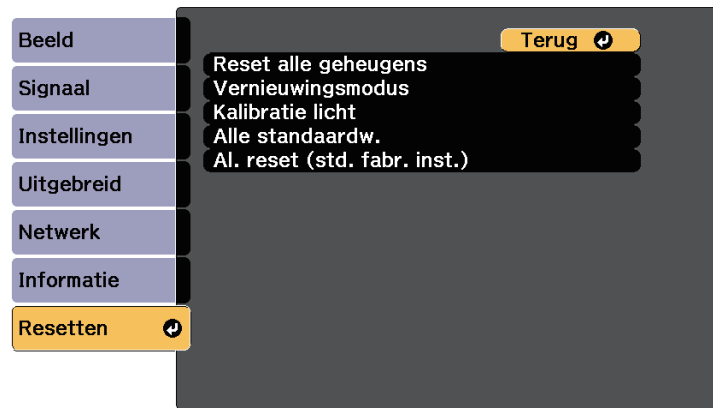 Beeld
Signaal
Instellingen
Uitgebreid
Netwerk
Informatie
Resetten
Terug
Reset alle geheugens
Vernieuwingsmodus
Kalibratie licht
Alle standaardw.
Al. reset (std. fabr. inst.)